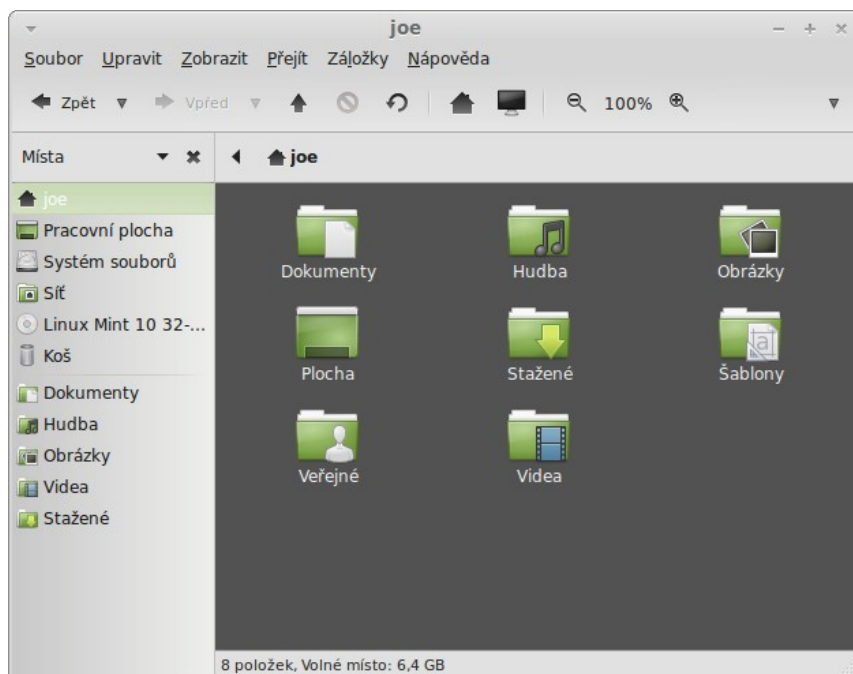 joe
Soubor Upravit Zobrazit Přejít Záložky Nápověda
Zpět Vpřed 100%
Místa joe
joe
Pracovní plocha
Systém souborů
Síť
Linux Mint 10 32-...
Koš
Dokumenty
Hudba
Obrázky
Videa
Stažené
Dokumenty Hudba Obrázky
Plocha Stažené Šablony
Veřejné Videa
8 položek, Volné místo: 6,4 GB